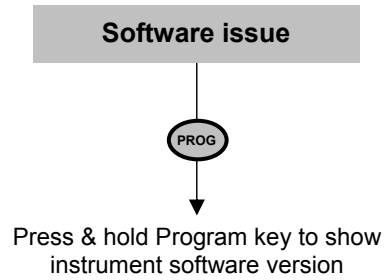 Software issue
PROG
Press & hold Program key to show
instrument software version